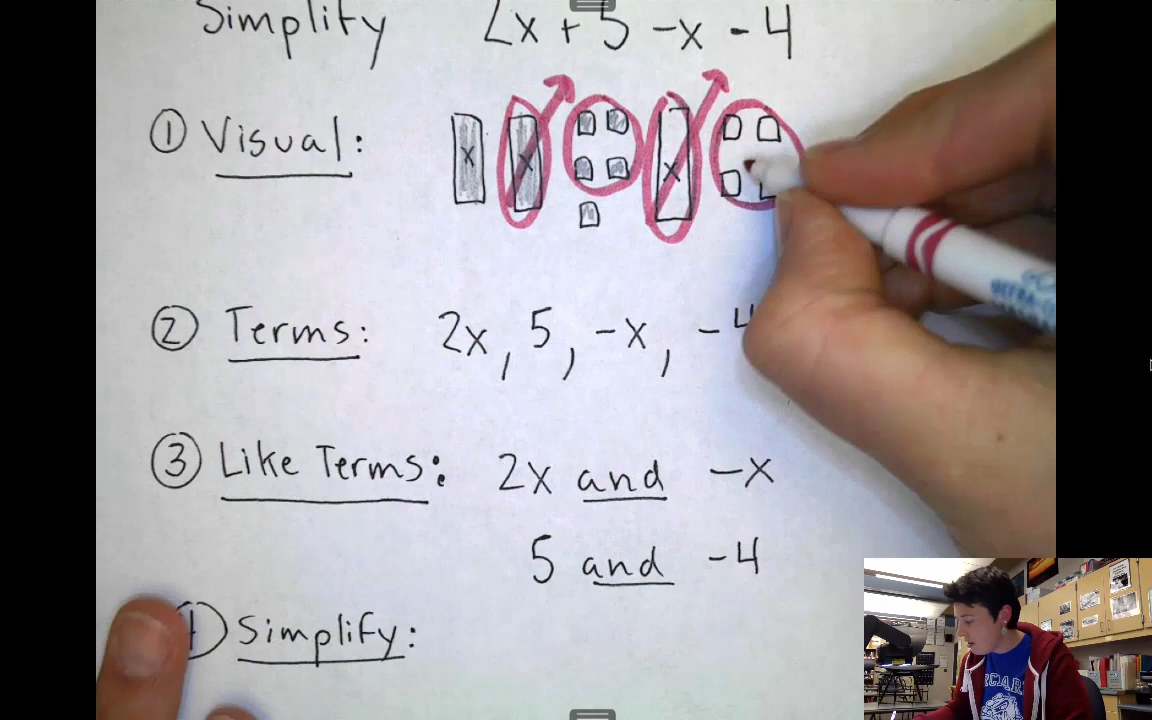 Simplify 2x + 5 - x - 4
① Visual:
x x x
② Terms: 2x, 5, -x, -4
③ Like Terms: 2x and -x
5 and -4
Simplify: